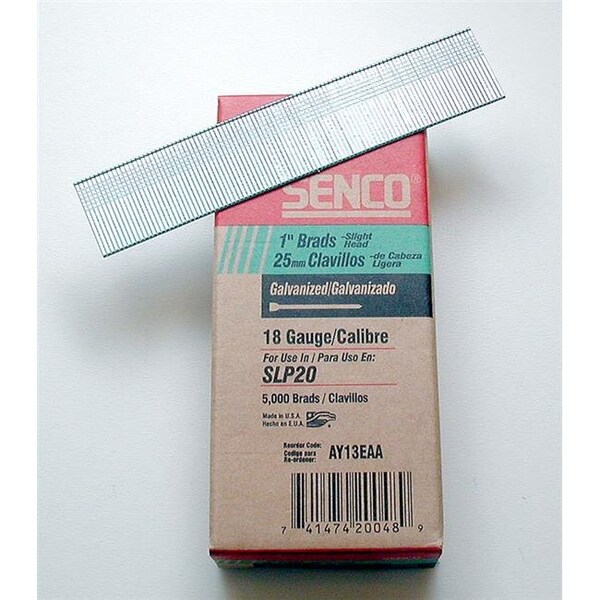 SENCO®
1" Brads -Slight Head
25mm Clavillos -de Cabeza Ligera
Galvanized/Galvanizado
18 Gauge/Calibre
For Use In / Para Uso En:
SLP20
5,000 Brads / Clavillos
Made in U.S.A.
Hecho en E.U.A.
Reorder Code:
Codigo para Re-ordener: AY13EAA
7 41474 20048 9